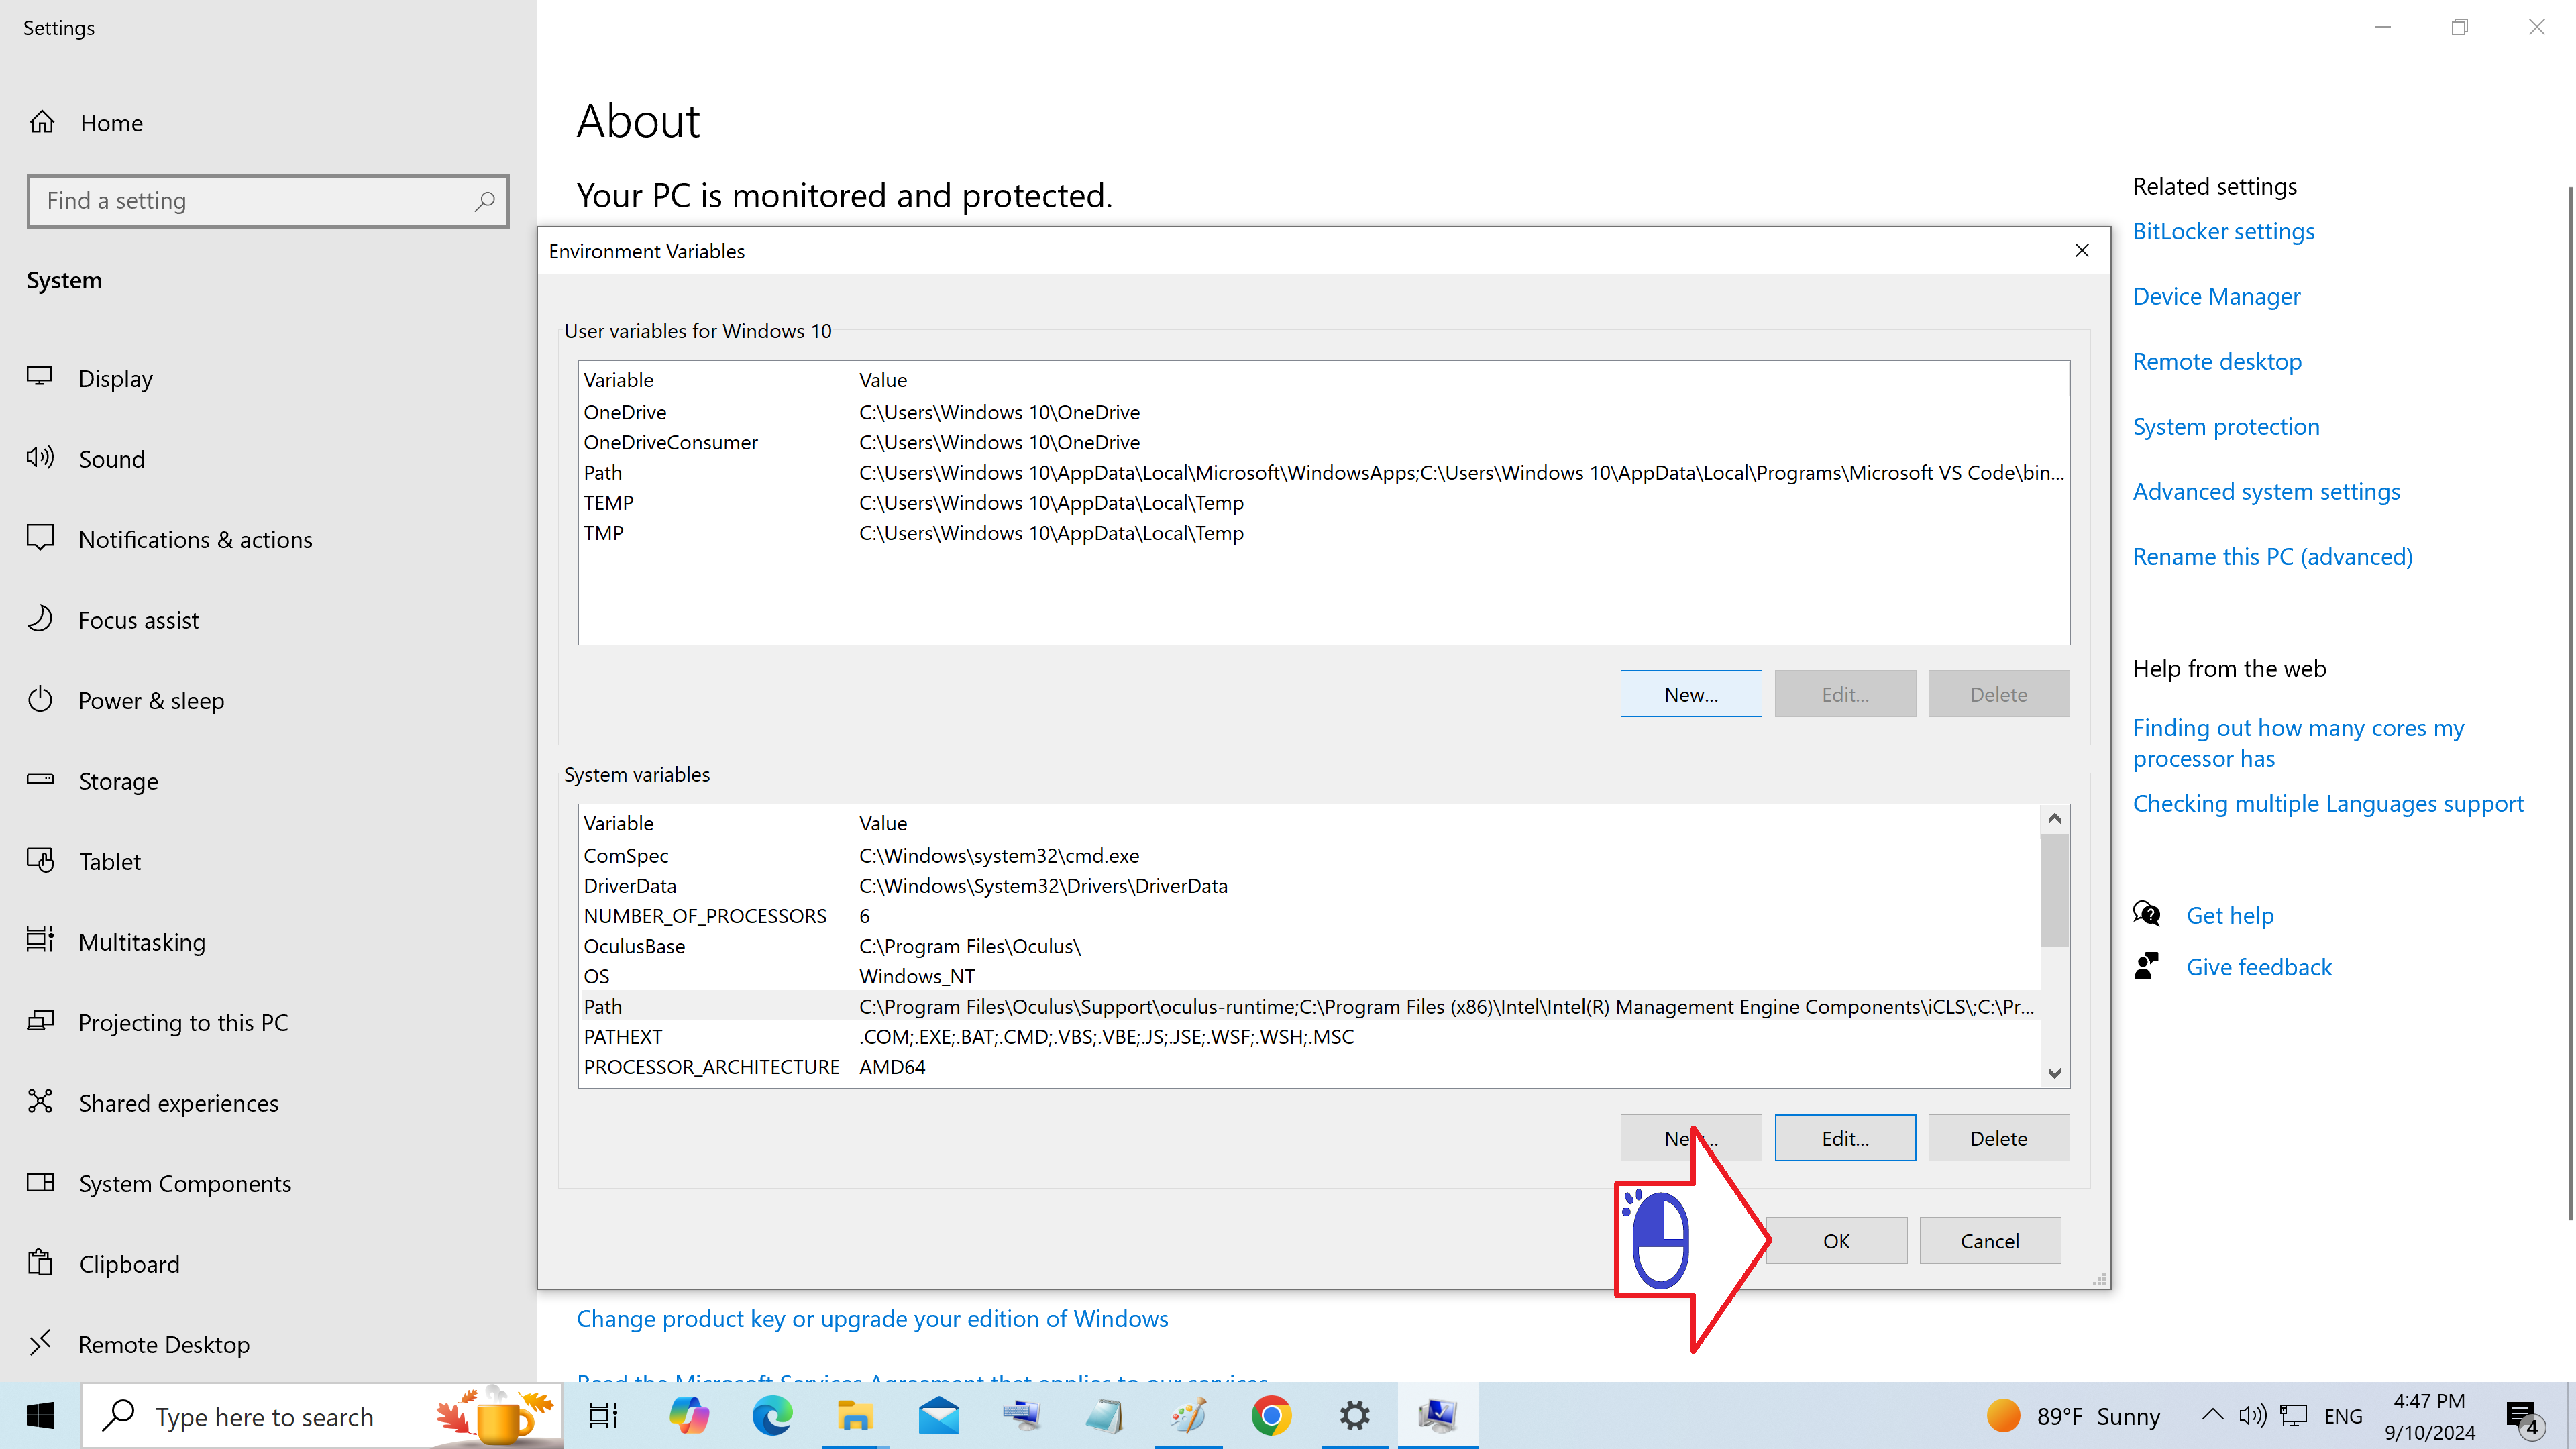 Settings
Home
Find a setting
System
Display
Sound
Notifications & actions
Focus assist
Power & sleep
Storage
Tablet
Multitasking
Projecting to this PC
Shared experiences
System Components
Clipboard
Remote Desktop
About
Your PC is monitored and protected.
Environment Variables
User variables for Windows 10
Variable Value
OneDrive C:\Users\Windows 10\OneDrive
OneDriveConsumer C:\Users\Windows 10\OneDrive
Path C:\Users\Windows 10\AppData\Local\Microsoft\WindowsApps;C:\Users\Windows 10\AppData\Local\Programs\Microsoft VS Code\bin...
TEMP C:\Users\Windows 10\AppData\Local\Temp
TMP C:\Users\Windows 10\AppData\Local\Temp
New... Edit... Delete
System variables
Variable Value
ComSpec C:\Windows\system32\cmd.exe
DriverData C:\Windows\System32\Drivers\DriverData
NUMBER_OF_PROCESSORS 6
OculusBase C:\Program Files\Oculus\
OS Windows_NT
Path C:\Program Files\Oculus\Support\oculus-runtime;C:\Program Files (x86)\Intel\Intel(R) Management Engine Components\iCLS\;C:\Pr...
PATHEXT .COM;.EXE;.BAT;.CMD;.VBS;.VBE;.JS;.JSE;.WSF;.WSH;.MSC
PROCESSOR_ARCHITECTURE AMD64
Edit... Delete
OK Cancel
Change product key or upgrade your edition of Windows
Read the Microsoft Services Agreement that applies to our services
Related settings
BitLocker settings
Device Manager
Remote desktop
System protection
Advanced system settings
Rename this PC (advanced)
Help from the web
Finding out how many cores my
processor has
Checking multiple Languages support
Get help
Give feedback
Type here to search
89°F Sunny
ENG
4:47 PM
9/10/2024
4